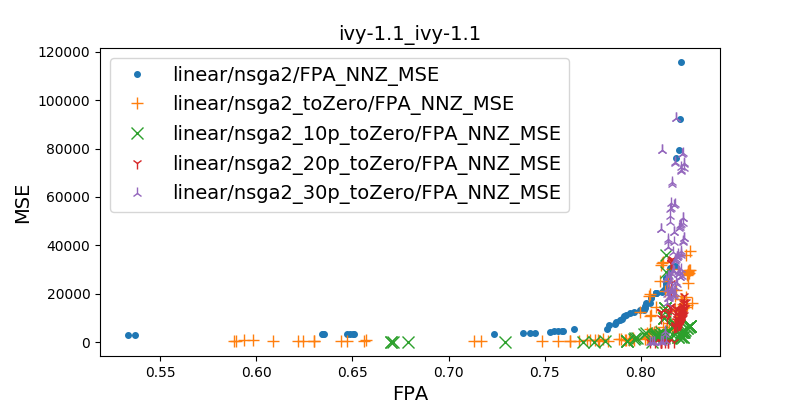 ivy-1.1_ivy-1.1
120000
100000
80000
60000
40000
20000
0
MSE
linear/nsga2/FPA_NNZ_MSE
linear/nsga2_toZero/FPA_NNZ_MSE
linear/nsga2_10p_toZero/FPA_NNZ_MSE
linear/nsga2_20p_toZero/FPA_NNZ_MSE
linear/nsga2_30p_toZero/FPA_NNZ_MSE
0.55 0.60 0.65 0.70 0.75 0.80
FPA